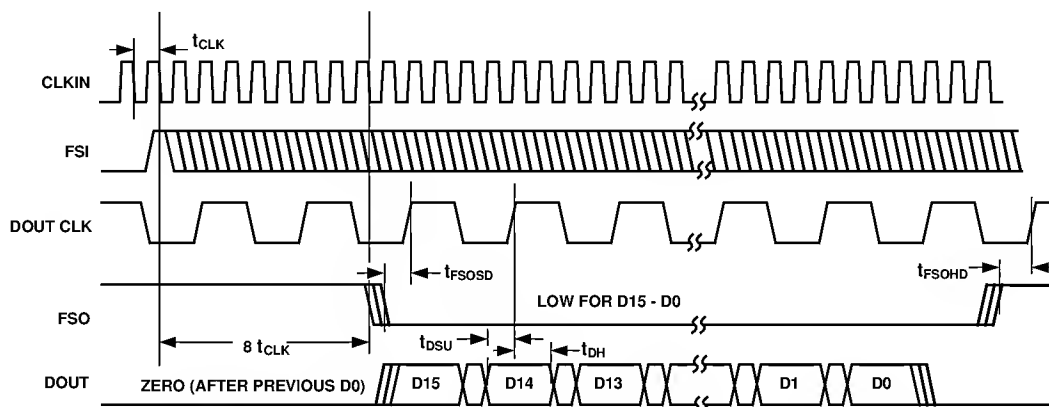 tCLK
CLKIN
FSI
DOUT CLK
tFSOSD
tFSOHD
LOW FOR D15 - D0
FSO
tDSU
tDH
8 tCLK
DOUT
ZERO (AFTER PREVIOUS D0)
D15
D14
D13
D1
D0